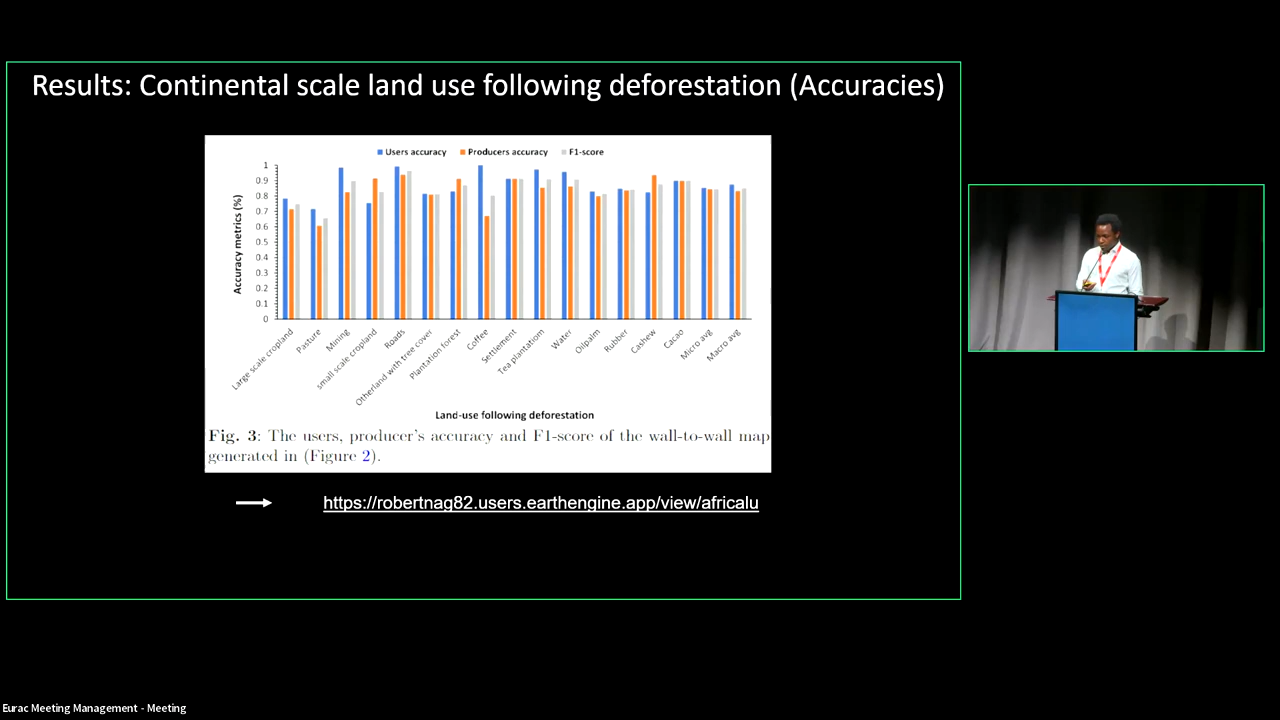 Results: Continental scale land use following deforestation (Accuracies)
Users accuracy
Producers accuracy
F1-score
Accuracy metrics (%)
1
0.9
0.8
0.7
0.6
0.5
0.4
0.3
0.2
0.1
0
Large scale cropland
Pasture
Mining
small scale cropland
Roads
Otherland with tree cover
Plantation forest
Coffee
Settlement
Tea plantation
Water
Oilpalm
Rubber
Cashew
Cacao
Micro avg
Macro avg
Land-use following deforestation
Fig. 3: The users, producer's accuracy and F1-score of the wall-to-wall map
generated in (Figure 2).
https://robertnag82.users.earthengine.app/view/africalu
Eurac Meeting Management - Meeting